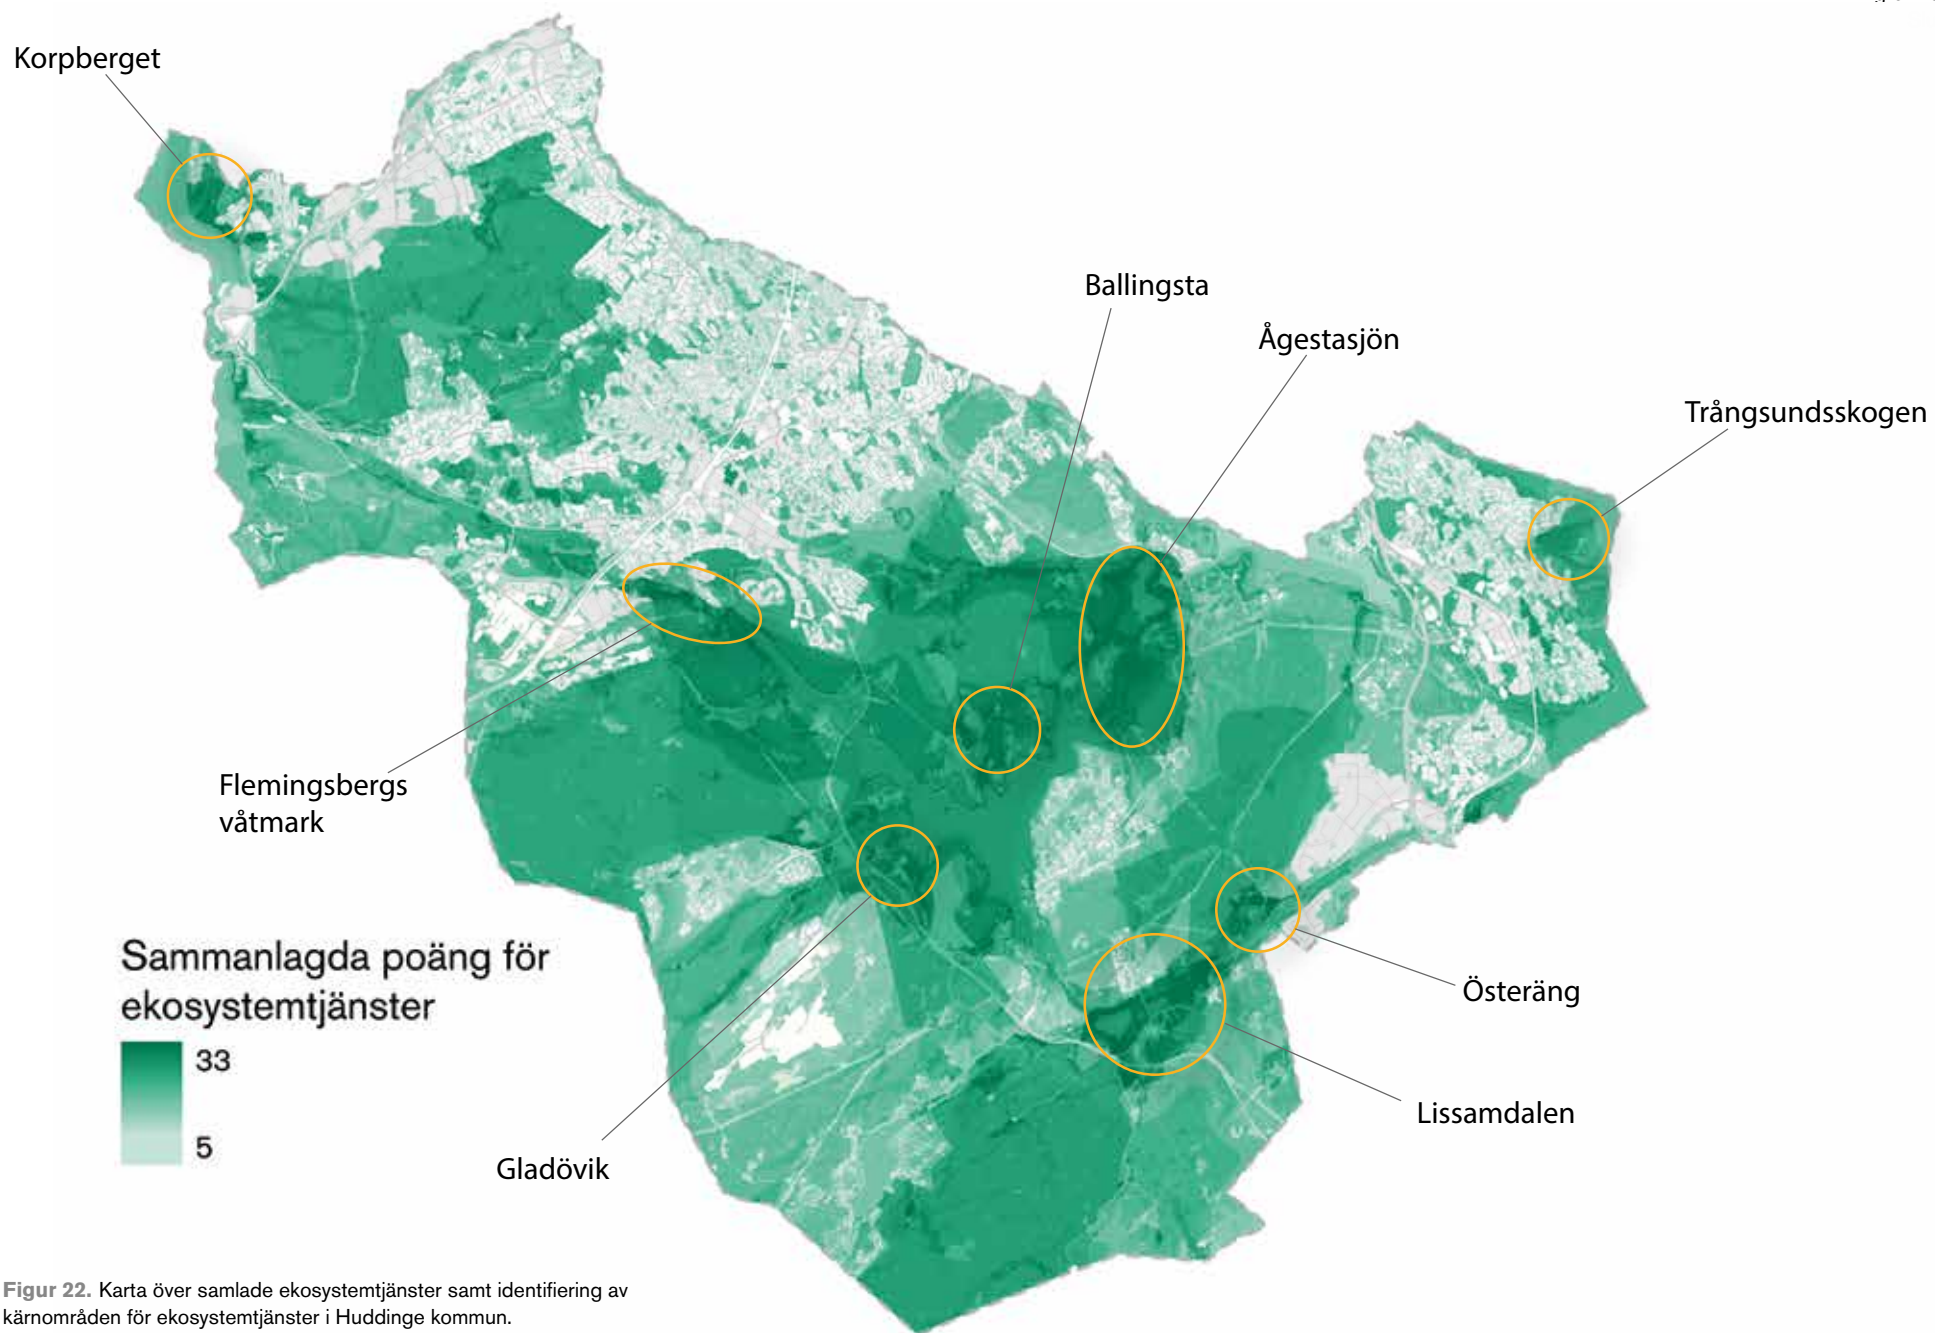 Korpberget
Ballingsta
Ågestasjön
Trångsundsskogen
Flemingsbergs
våtmark
Sammanlagda poäng för
ekosystemtjänster
33
5
Österäng
Lissamdalen
Gladövik
Figur 22. Karta över samlade ekosystemtjänster samt identifiering av
kärnområden för ekosystemtjänster i Huddinge kommun.